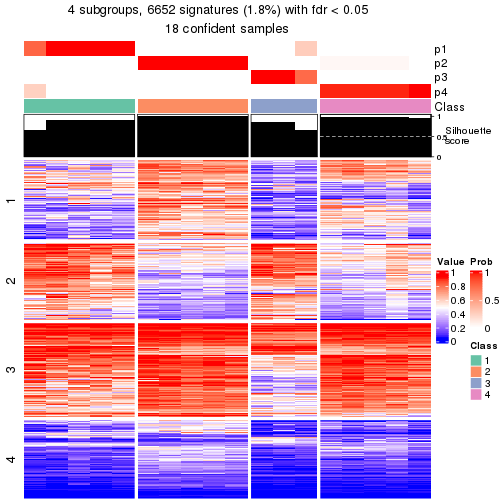 4 subgroups, 6652 signatures (1.8%) with fdr < 0.05
18 confident samples
p1
p2
p3
p4
Class
1
0.5
0
Silhouette
score
1
2
3
4
Value
1
0.8
0.6
0.4
0.2
0
Prob
1
0.5
0
Class
1
2
3
4